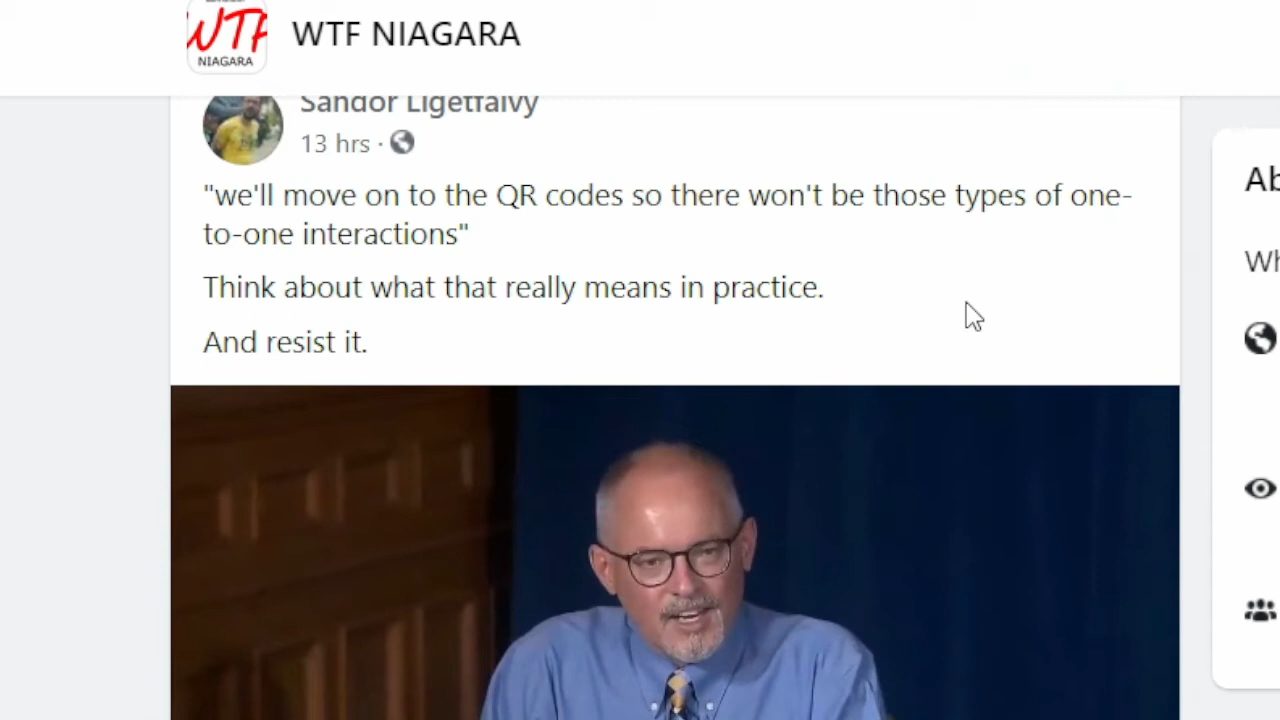 WTF
NIAGARA
WTF NIAGARA
Sandor Ligetfalvy
13 hrs ·
"we'll move on to the QR codes so there won't be those types of one-
to-one interactions"
Think about what that really means in practice.
And resist it.